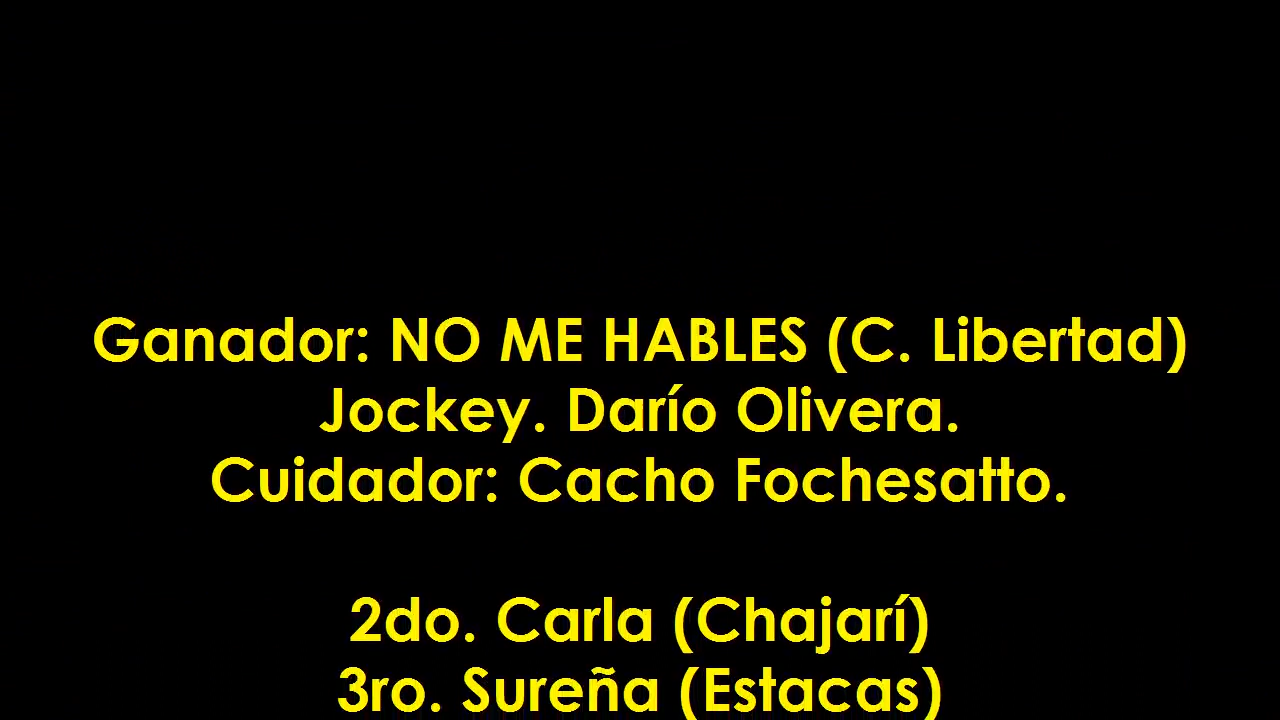 Ganador: NO ME HABLES (C. Libertad)
Jockey. Darío Olivera.
Cuidador: Cacho Fochesatto.
2do. Carla (Chajarí)
3ro. Sureña (Estacas)